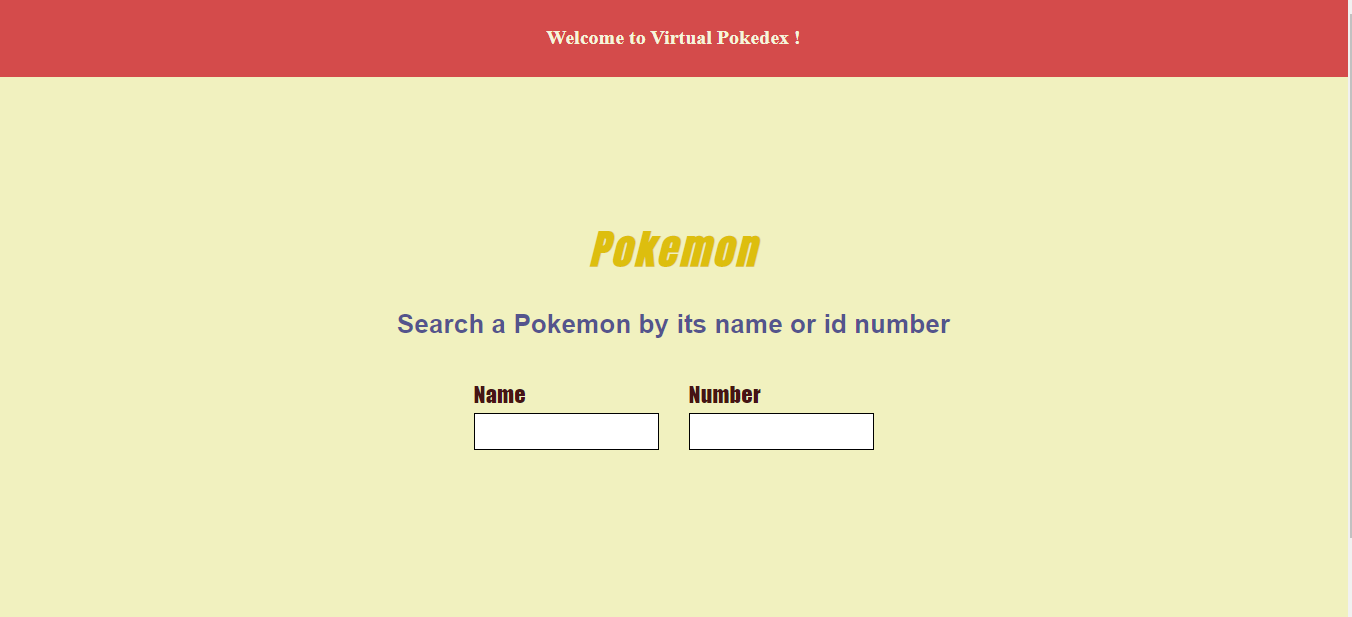 Welcome to Virtual Pokedex !
Pokemon
Search a Pokemon by its name or id number
Name Number